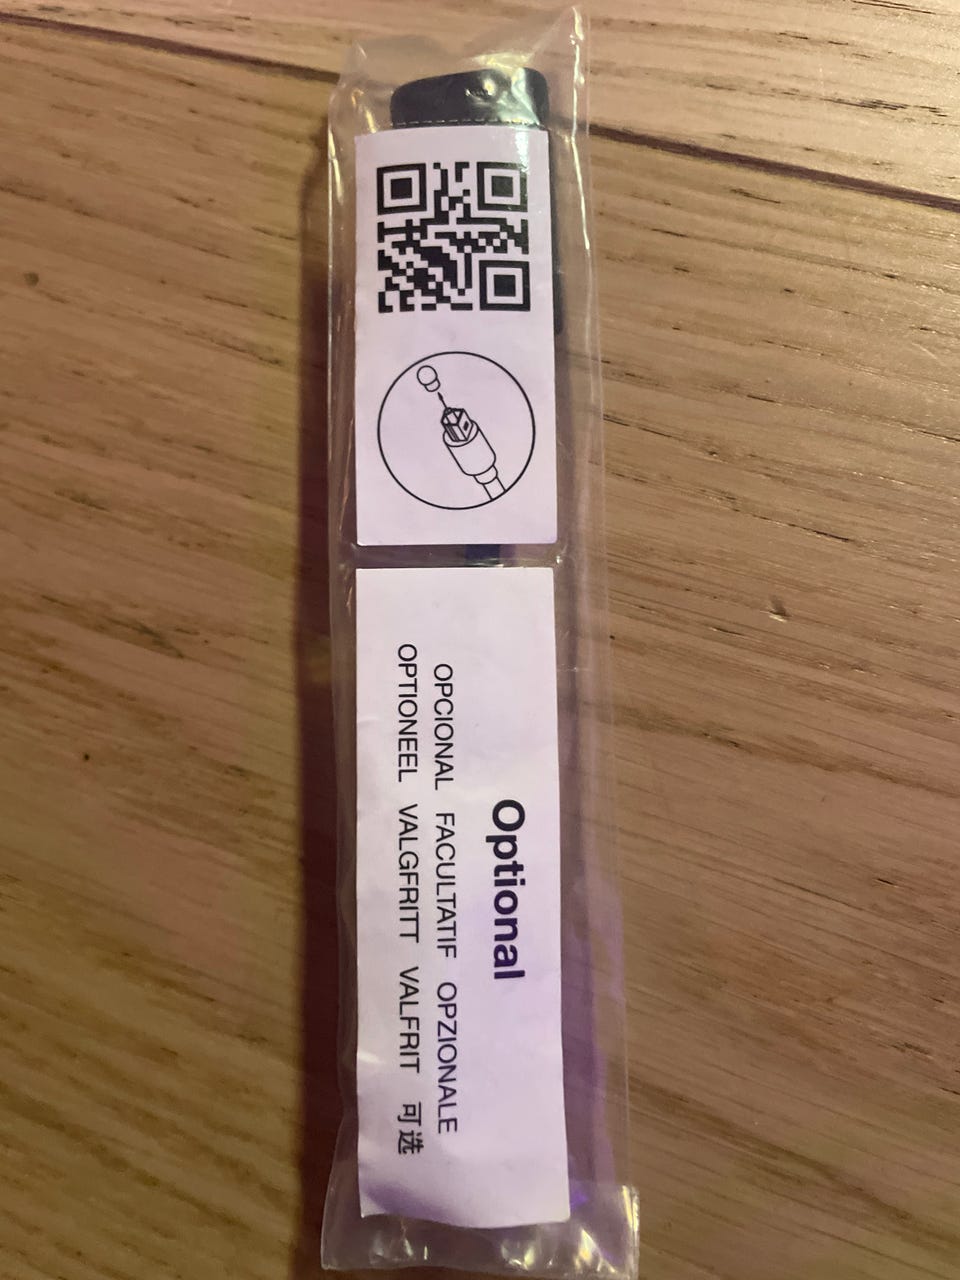 Optional
OPCIONAL FACULTATIF OPZIONALE
OPTIONEEL VALGFRITT VALFRIT 可选